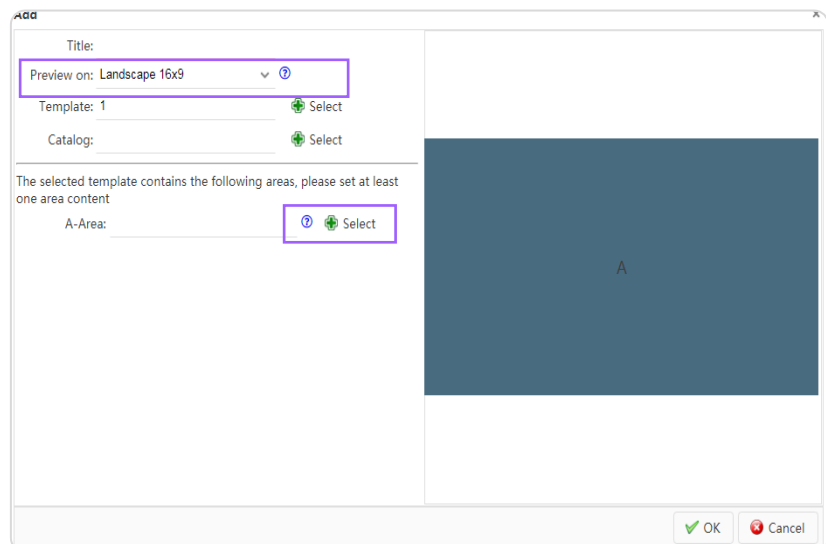 Add
Title:
Preview on: Landscape 16x9
Template: 1 Select
Catalog: Select
The selected template contains the following areas, please set at least
one area content
A-Area: Select
A
OK Cancel